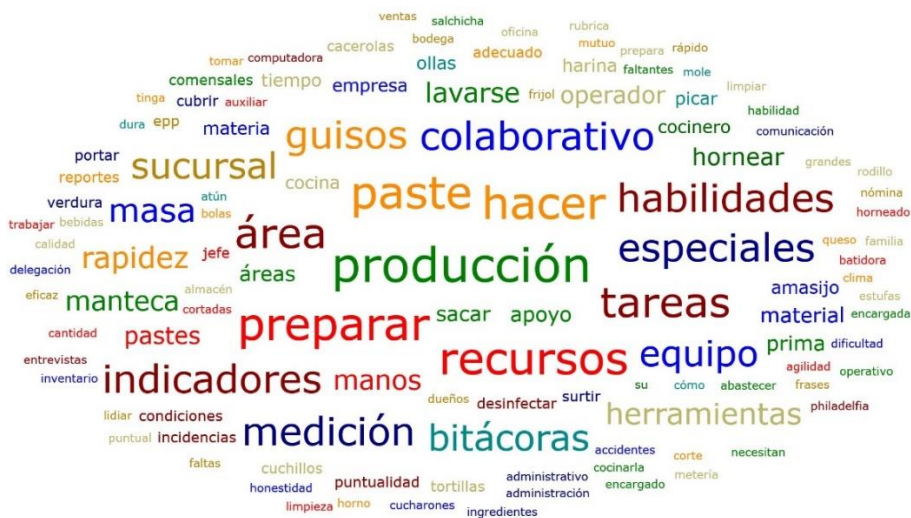 ventas salchicha oficina rubrica
cacerolas bodega adecuado mutuo prepara rápido
tomar computadora ollas harina faltantes mole
comensales tiempo empresa lavarse frijol operador picar limpiar
tinga cubrir auxiliar habilidad
dura epp materia guisos colaborativo cocinero comunicación
portar sucursal hornear grandes
reportes cocina paste hacer habilidades rodillo
verdura masa atún nómina
trabajar bebidas bolas área horneado
calidad rapidez jefe producción especiales queso familia
delegación áreas batidora
eficaz almacén clima
manteca cortadas preparar sacar apoyo tareas amasijo estufas
cantidad pastes recursos material encargada
entrevistas indicadores manos equipo prima dificultad
inventario agilidad operativo
dueños desinfectar surtir su cómo abastecer frases
lidiar condiciones medición bitácoras herramientas philadelfia
puntual incidencias
faltas accidentes corte necesitan
cuchillos puntualidad tortillas administrativo cocinarla metería
honestidad administración encargado
limpieza horno cucharones ingredientes